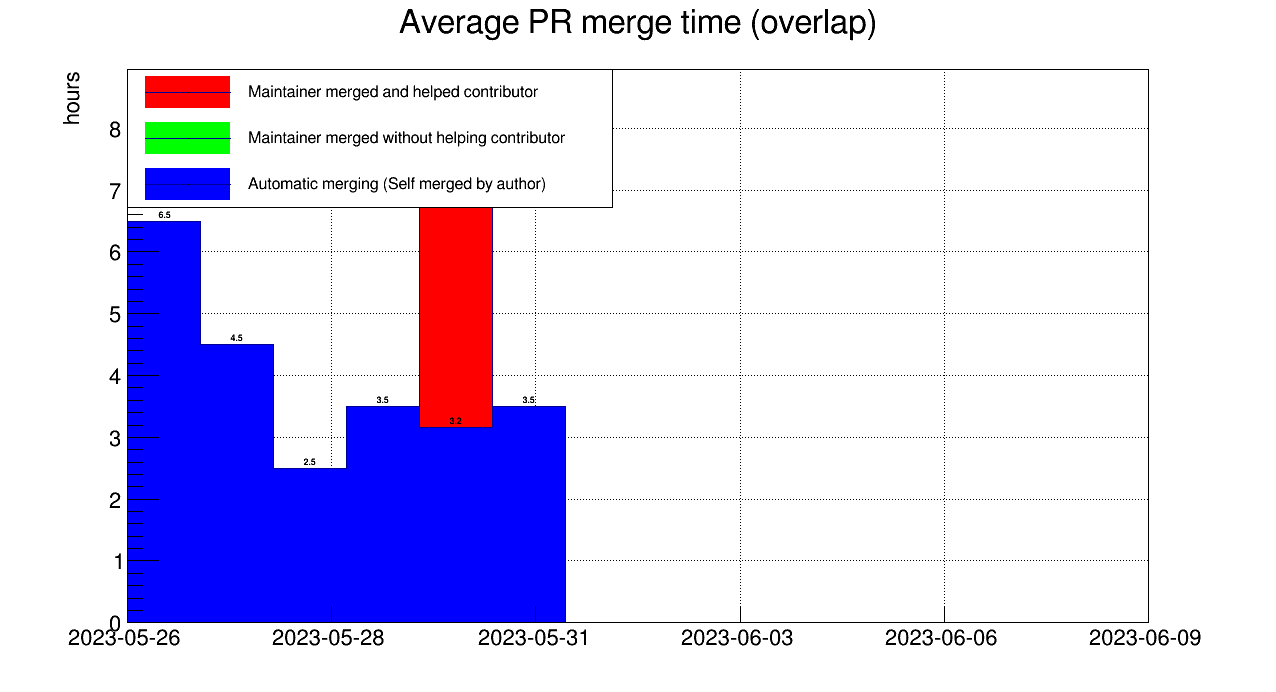 Average PR merge time (overlap)
hours
Maintainer merged and helped contributor
Maintainer merged without helping contributor
Automatic merging (Self merged by author)
8
7
6
5
4
3
2
1
0
6.5
4.5
2.5
3.5
3.2
3.5
2023-05-26 2023-05-28 2023-05-31 2023-06-03 2023-06-06 2023-06-09